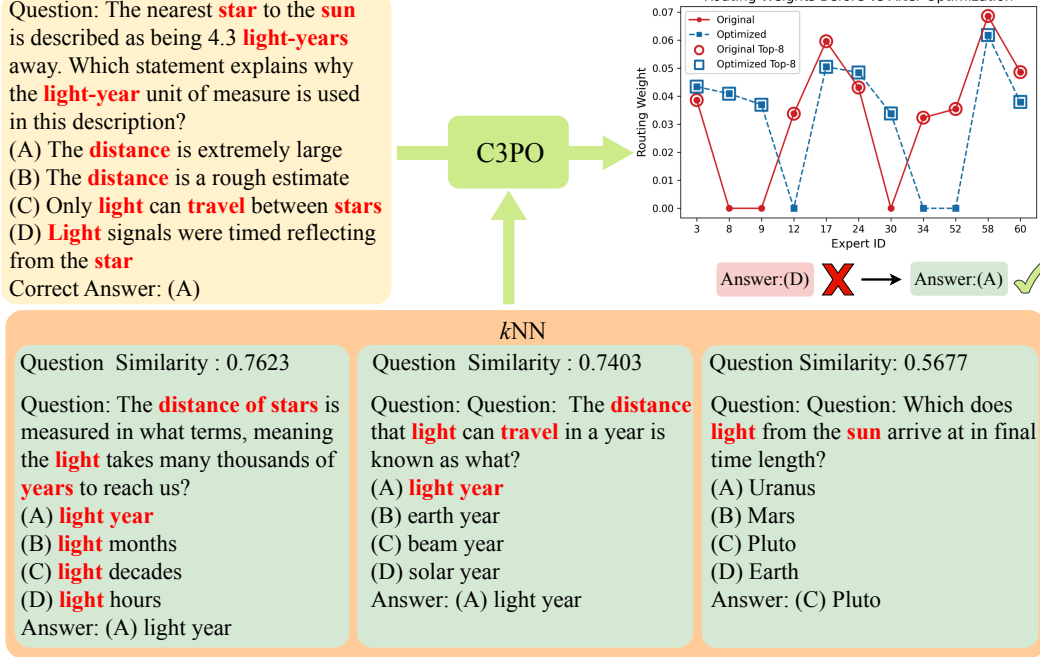 Question: The nearest star to the sun
is described as being 4.3 light-years
away. Which statement explains why
the light-year unit of measure is used
in this description?
(A) The distance is extremely large
(B) The distance is a rough estimate
(C) Only light can travel between stars
(D) Light signals were timed reflecting
from the star
Correct Answer: (A)
C3PO
Routing Weights Before vs After Optimization
Original
Optimized
Original Top-8
Optimized Top-8
Routing Weight
0.07
0.06
0.05
0.04
0.03
0.02
0.01
0.00
3 8 9 12 17 24 30 34 52 58 60
Expert ID
Answer:(D)
Answer:(A)
kNN
Question Similarity : 0.7623
Question: The distance of stars is
measured in what terms, meaning
the light takes many thousands of
years to reach us?
(A) light year
(B) light months
(C) light decades
(D) light hours
Answer: (A) light year
Question Similarity : 0.7403
Question: Question: The distance
that light can travel in a year is
known as what?
(A) light year
(B) earth year
(C) beam year
(D) solar year
Answer: (A) light year
Question Similarity: 0.5677
Question: Question: Which does
light from the sun arrive at in final
time length?
(A) Uranus
(B) Mars
(C) Pluto
(D) Earth
Answer: (C) Pluto